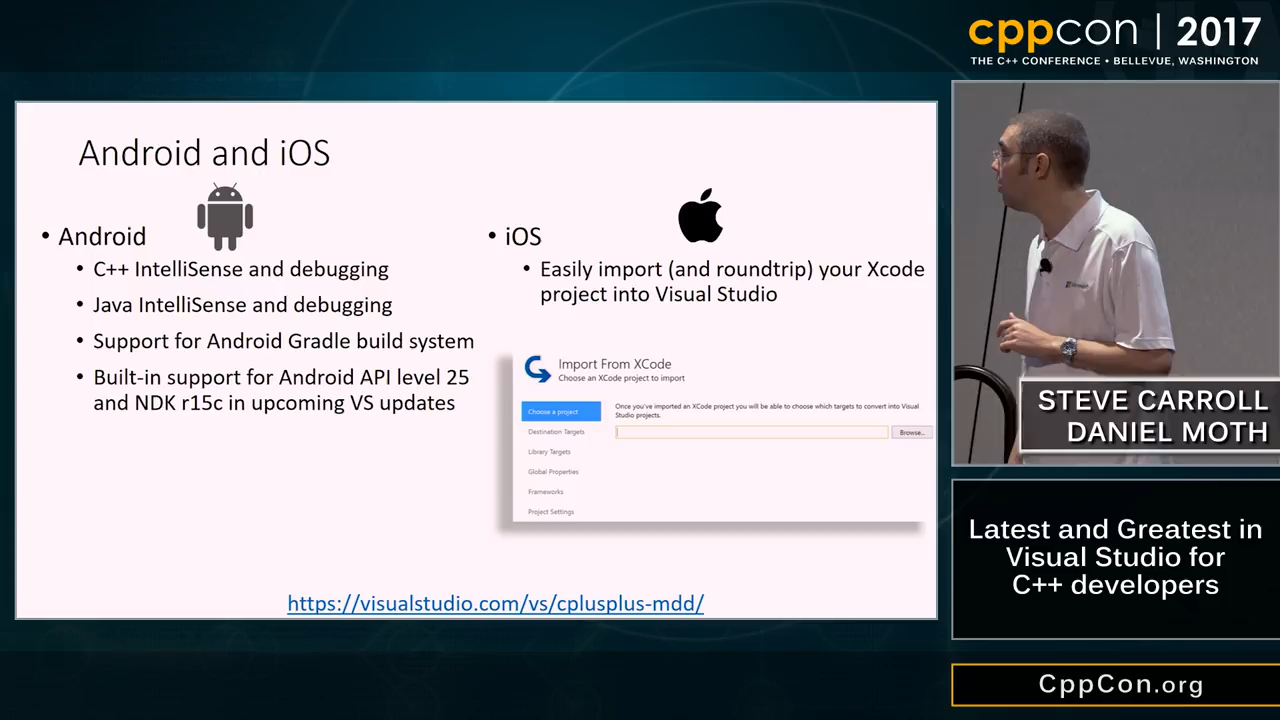 cppcon | 2017
THE C++ CONFERENCE • BELLEVUE, WASHINGTON
Android and iOS
• Android
• C++ IntelliSense and debugging
• Java IntelliSense and debugging
• Support for Android Gradle build system
• Built-in support for Android API level 25
and NDK r15c in upcoming VS updates
• iOS
• Easily import (and roundtrip) your Xcode
project into Visual Studio
Import From XCode
Choose an XCode project to import
Choose a project
Destination Targets
Library Targets
Global Properties
Frameworks
Project Settings
Once you've imported an XCode project you will be able to choose which targets to convert into Visual
Studio projects.
Browse...
https://visualstudio.com/vs/cplusplus-mdd/
Microsoft
STEVE CARROLL
DANIEL MOTH
Latest and Greatest in
Visual Studio for
C++ developers
CppCon.org